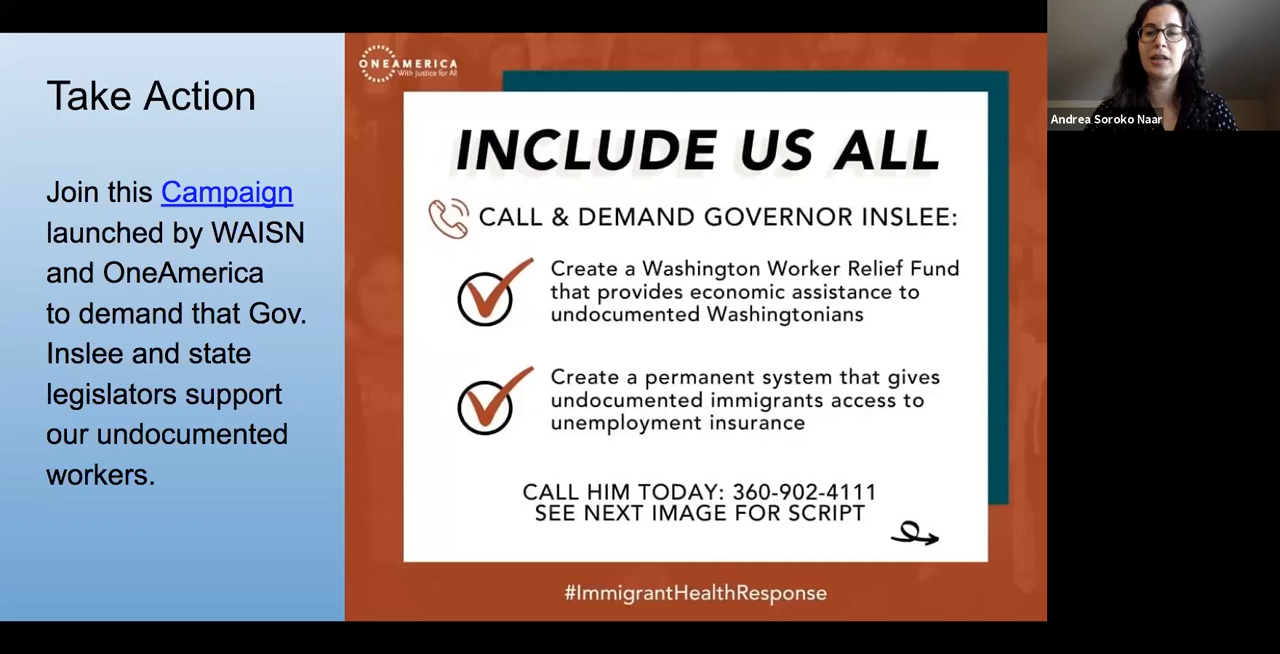 Take Action
Join this Campaign
launched by WAISN
and OneAmerica
to demand that Gov.
Inslee and state
legislators support
our undocumented
workers.
ONEAMERICA
With Justice for All
INCLUDE US ALL
CALL & DEMAND GOVERNOR INSLEE:
Create a Washington Worker Relief Fund
that provides economic assistance to
undocumented Washingtonians
Create a permanent system that gives
undocumented immigrants access to
unemployment insurance
CALL HIM TODAY: 360-902-4111
SEE NEXT IMAGE FOR SCRIPT
#ImmigrantHealthResponse
Andrea Soroko Naar